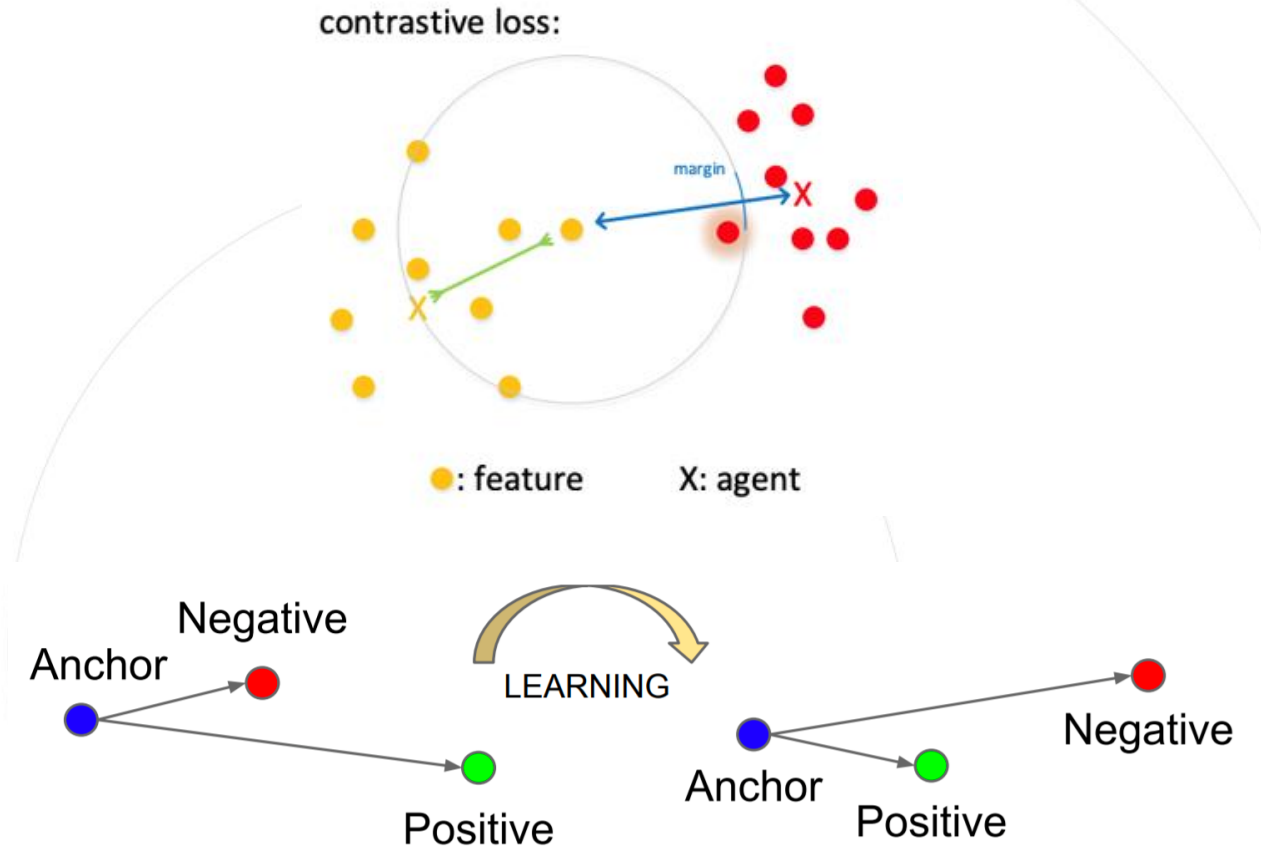 contrastive loss:
margin
X
X
: feature X: agent
Negative
Anchor
LEARNING
Positive
Negative
Anchor
Positive